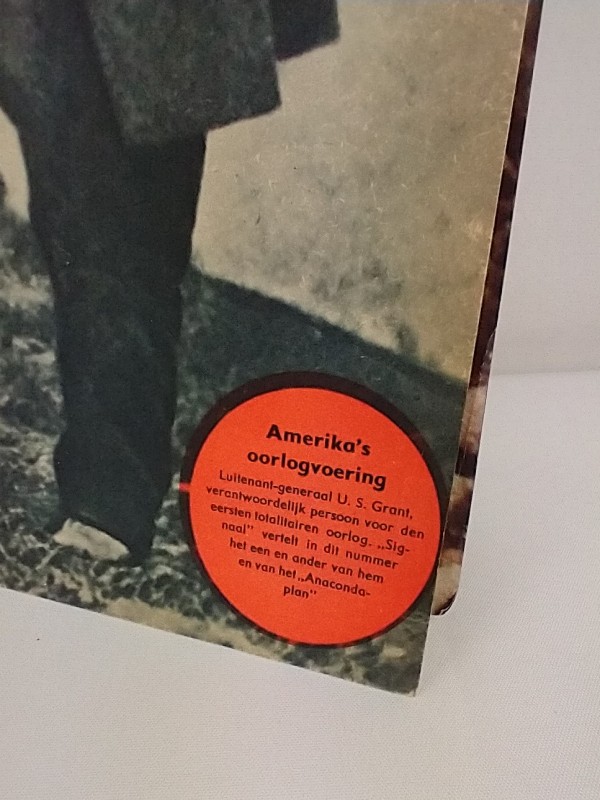 Amerika's
oorlogvoering
Luitenant-generaal U. S. Grant,
verantwoordelijk persoon voor den
eersten totalitairen oorlog. „Sig-
naal” vertelt in dit nummer
het een en ander van hem
en van het „Anaconda-
plan”